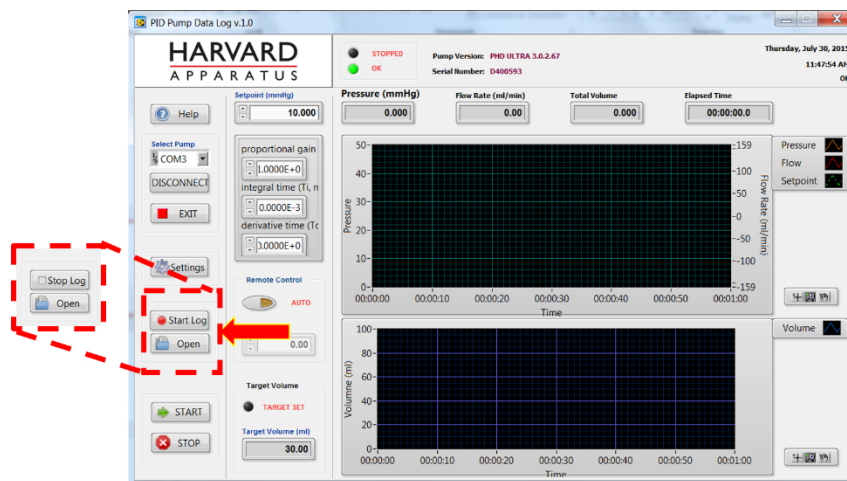 PID Pump Data Log v.1.0
HARVARD
APPARATUS
STOPPED
OK
Pump Version: PHD ULTRA 3.0.2.67
Serial Number: D400593
Thursday, July 30, 2015
11:47:54 AM
Help
Setpoint (mmHg)
10.000
Pressure (mmHg)
0.000
Flow Rate (ml/min)
0.00
Total Volume
0.000
Elapsed Time
00:00:00.0
Select Pump
COM3
DISCONNECT
EXIT
Settings
Start Log
Open
Stop Log
Open
START
STOP
proportional gain
1.0000E+0
integral time (Ti, m
0.0000E-3
derivative time (Td
0.0000E+0
Remote Control
AUTO
0.00
Target Volume
TARGET SET
Target Volume (ml)
30.00
50
40
30
20
10
0
Pressure
159
100
50
0
-50
-100
-159
Flow Rate (ml/min)
00:00:00 00:00:10 00:00:20 00:00:30 00:00:40 00:00:50 00:01:00
Time
Pressure
Flow
Setpoint
100
80
60
40
20
0
Volumne (ml)
00:00:00 00:00:10 00:00:20 00:00:30 00:00:40 00:00:50 00:01:00
Time
Volume